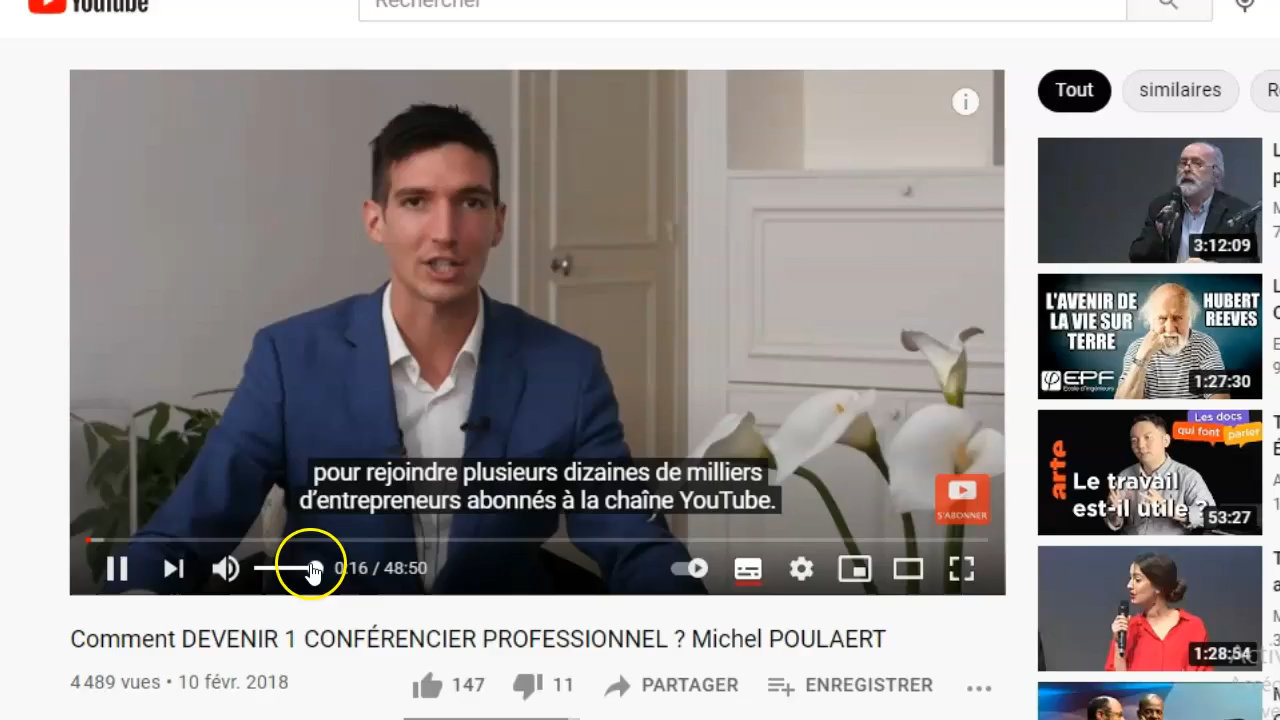 YouTube
Rechercher
pour rejoindre plusieurs dizaines de milliers
d'entrepreneurs abonnés à la chaîne YouTube.
S'ABONNER
0:16 / 48:50
Comment DEVENIR 1 CONFÉRENCIER PROFESSIONNEL ? Michel POULAERT
4 489 vues • 10 févr. 2018
147
11
PARTAGER
ENREGISTRER
Tout
similaires
3:12:09
L'AVENIR DE
LA VIE SUR
TERRE
HUBERT
REEVES
EPF
1:27:30
Les docs
qui font parler
arte
Le travail
est-il utile ?
53:27
1:28:54